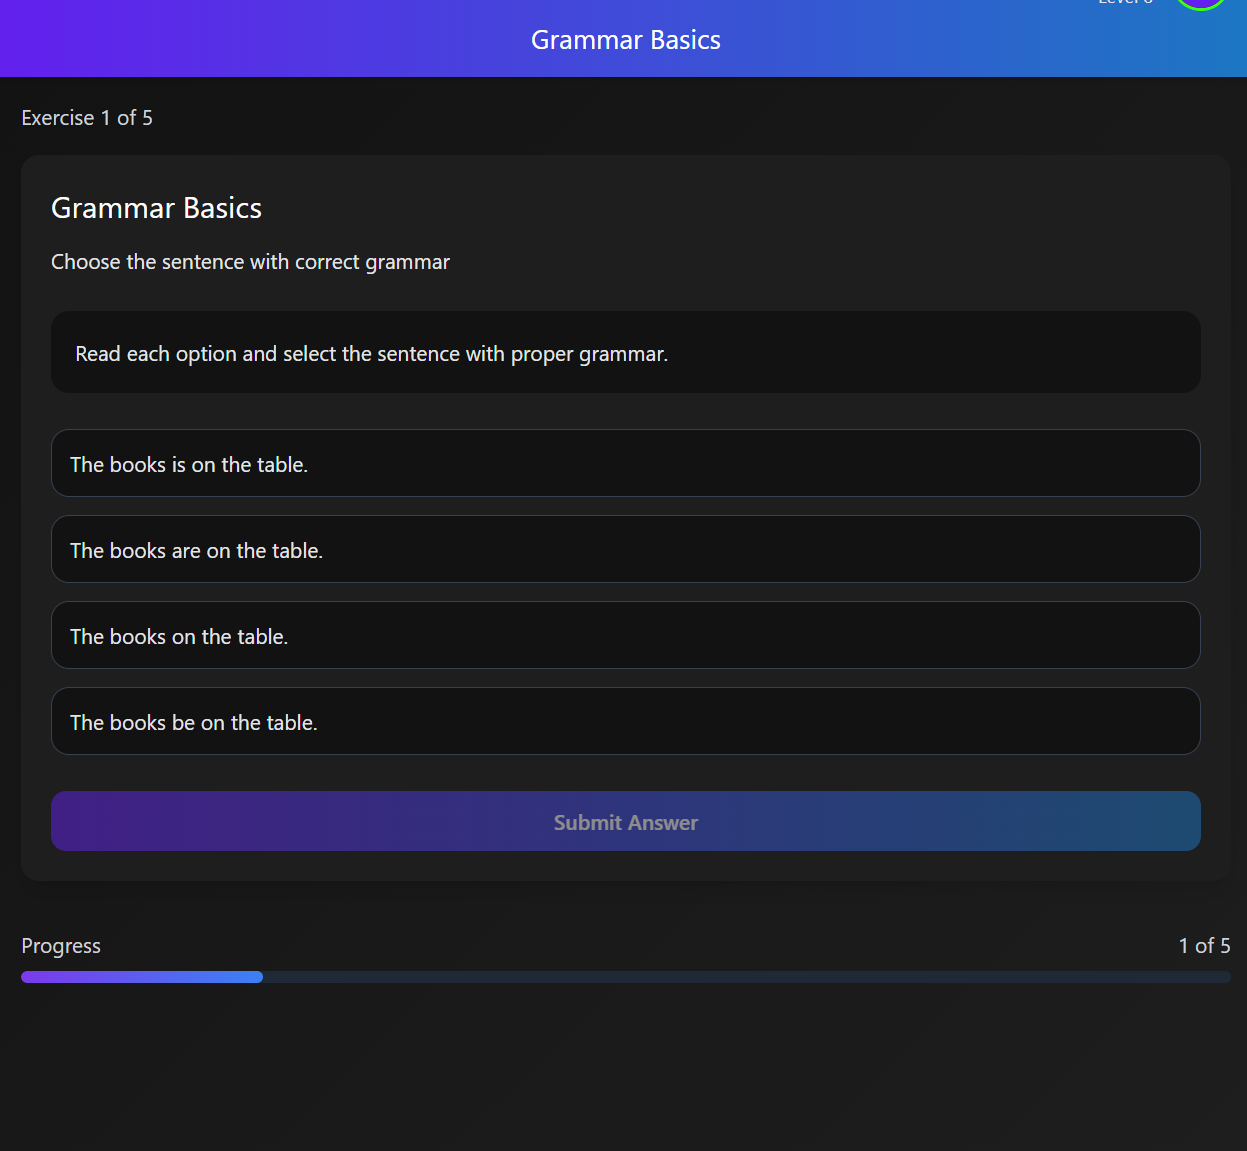 Grammar Basics
Exercise 1 of 5
Grammar Basics
Choose the sentence with correct grammar
Read each option and select the sentence with proper grammar.
The books is on the table.
The books are on the table.
The books on the table.
The books be on the table.
Submit Answer
Progress
1 of 5